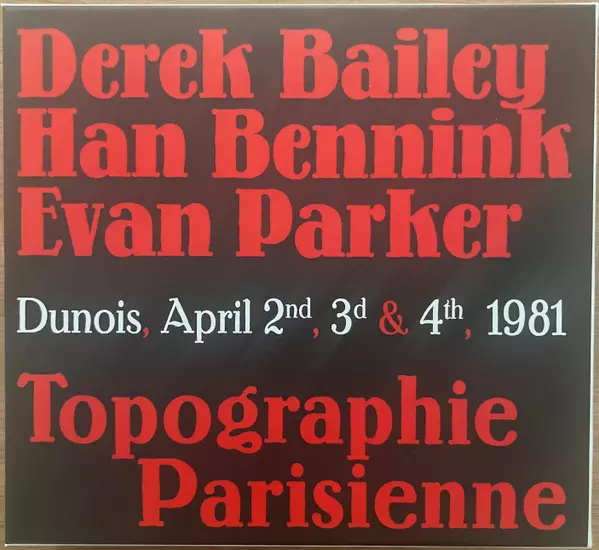 Derek Bailey
Han Bennink
Evan Parker
Dunois, April 2nd, 3d & 4th, 1981
Topographie
Parisienne